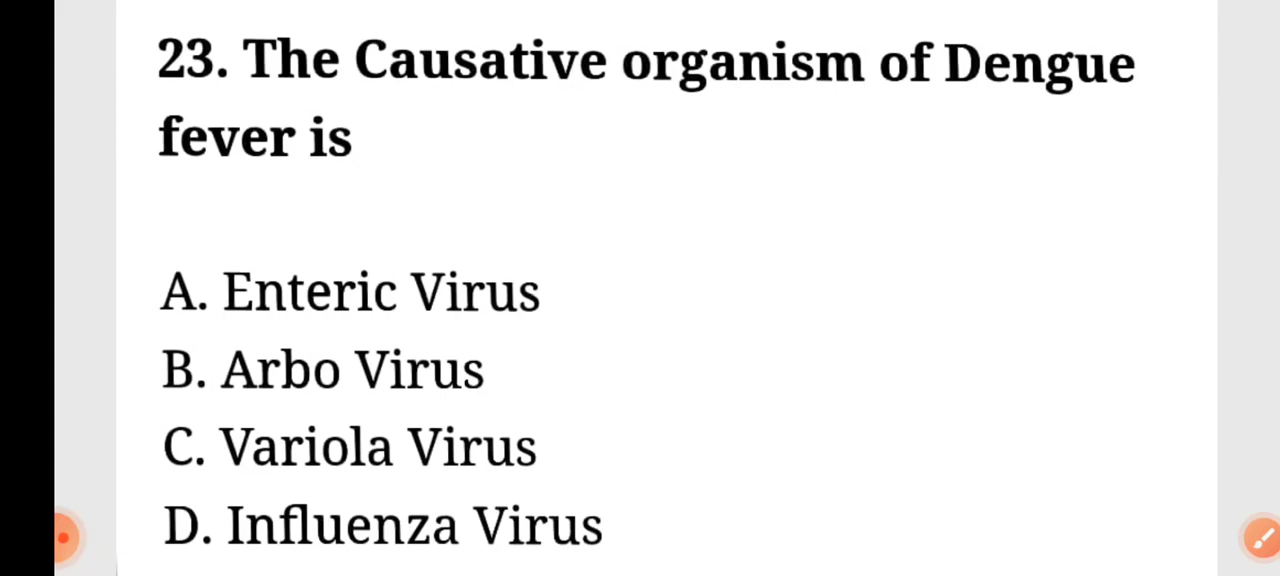 23. The Causative organism of Dengue
fever is
A. Enteric Virus
B. Arbo Virus
C. Variola Virus
D. Influenza Virus